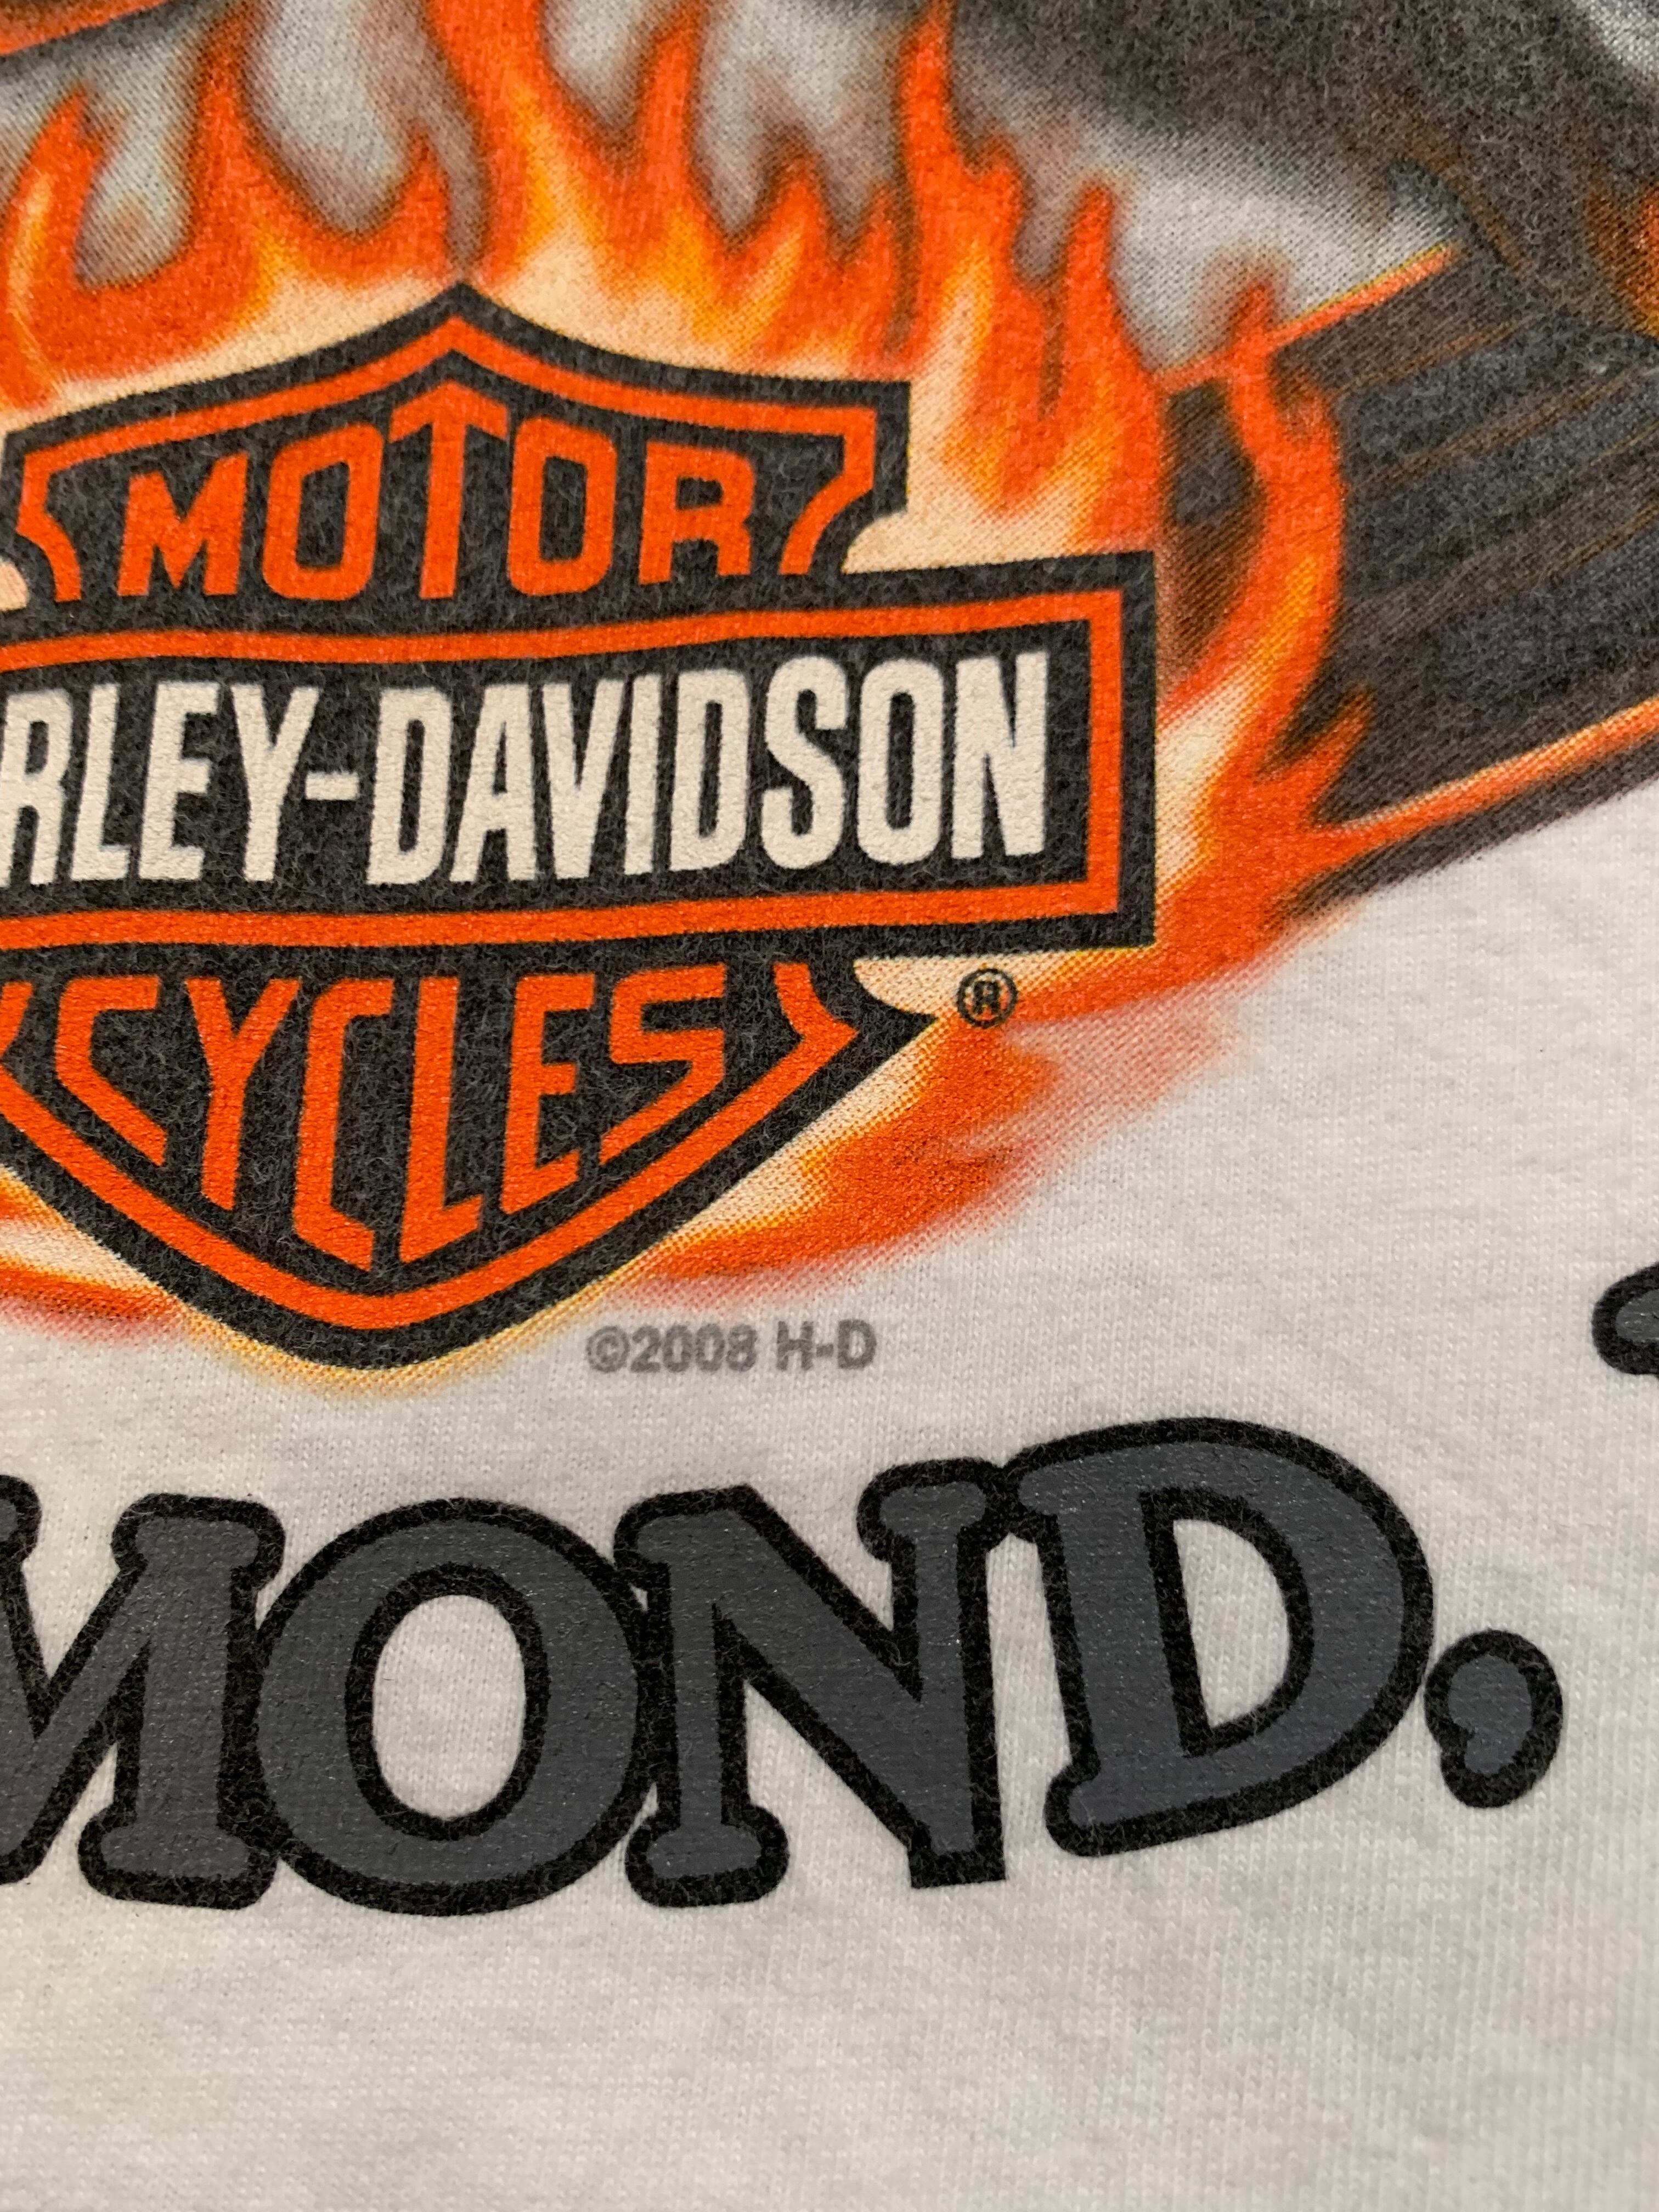 MOTOR
RLEY-DAVIDSON
CYCLES
®
©2008 H-D
MOND,